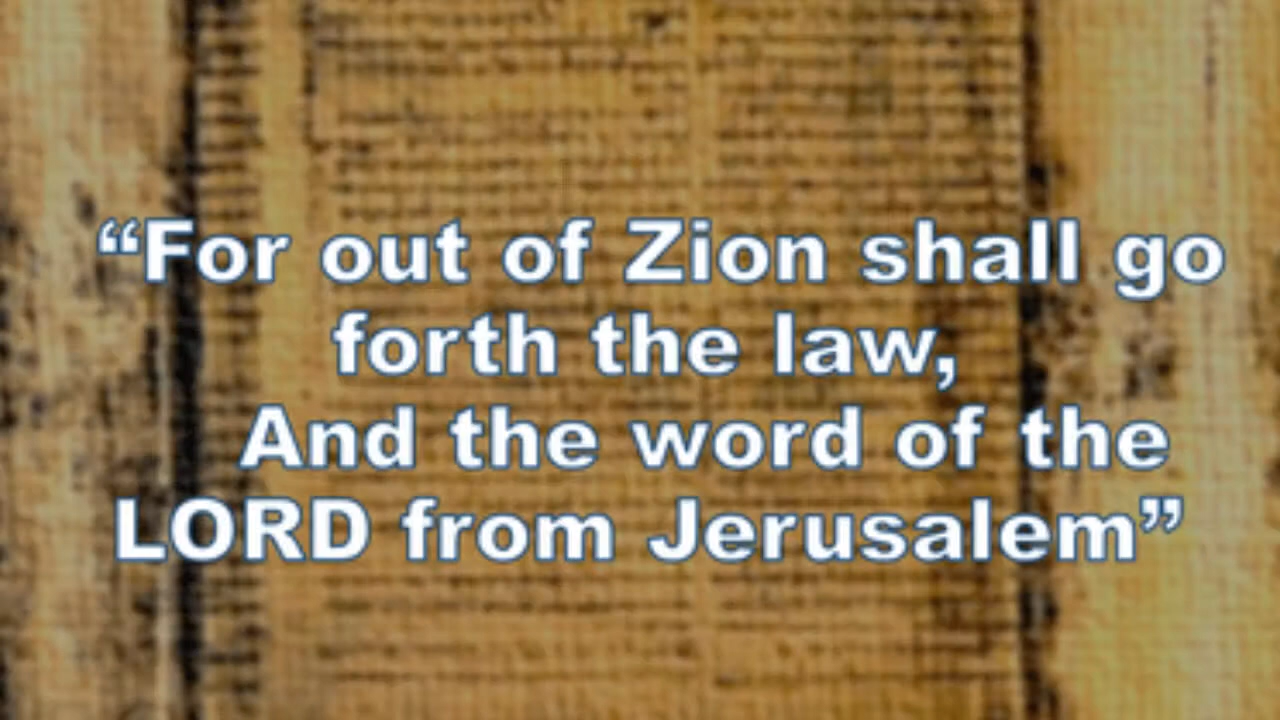 “For out of Zion shall go
forth the law,
And the word of the
LORD from Jerusalem”